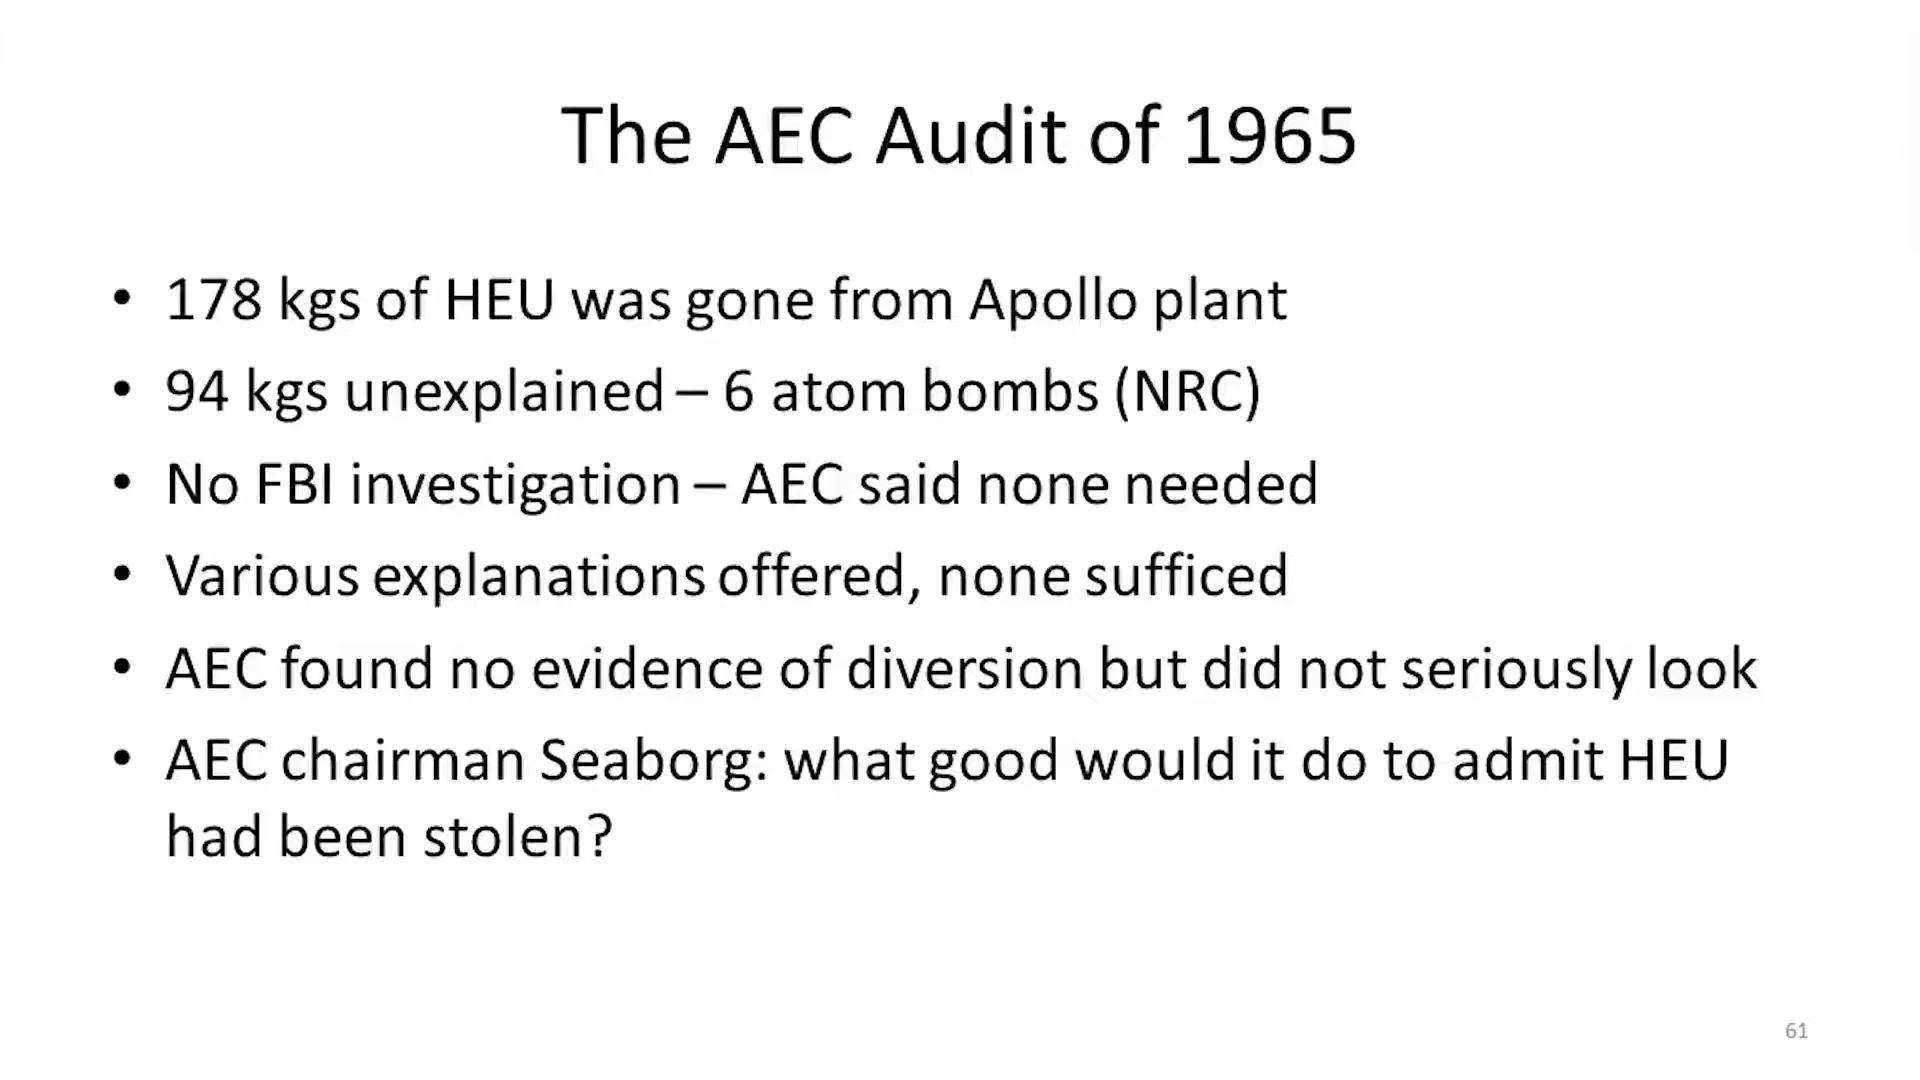 The AEC Audit of 1965
• 178 kgs of HEU was gone from Apollo plant
• 94 kgs unexplained – 6 atom bombs (NRC)
• No FBI investigation – AEC said none needed
• Various explanations offered, none sufficed
• AEC found no evidence of diversion but did not seriously look
• AEC chairman Seaborg: what good would it do to admit HEU
had been stolen?
61